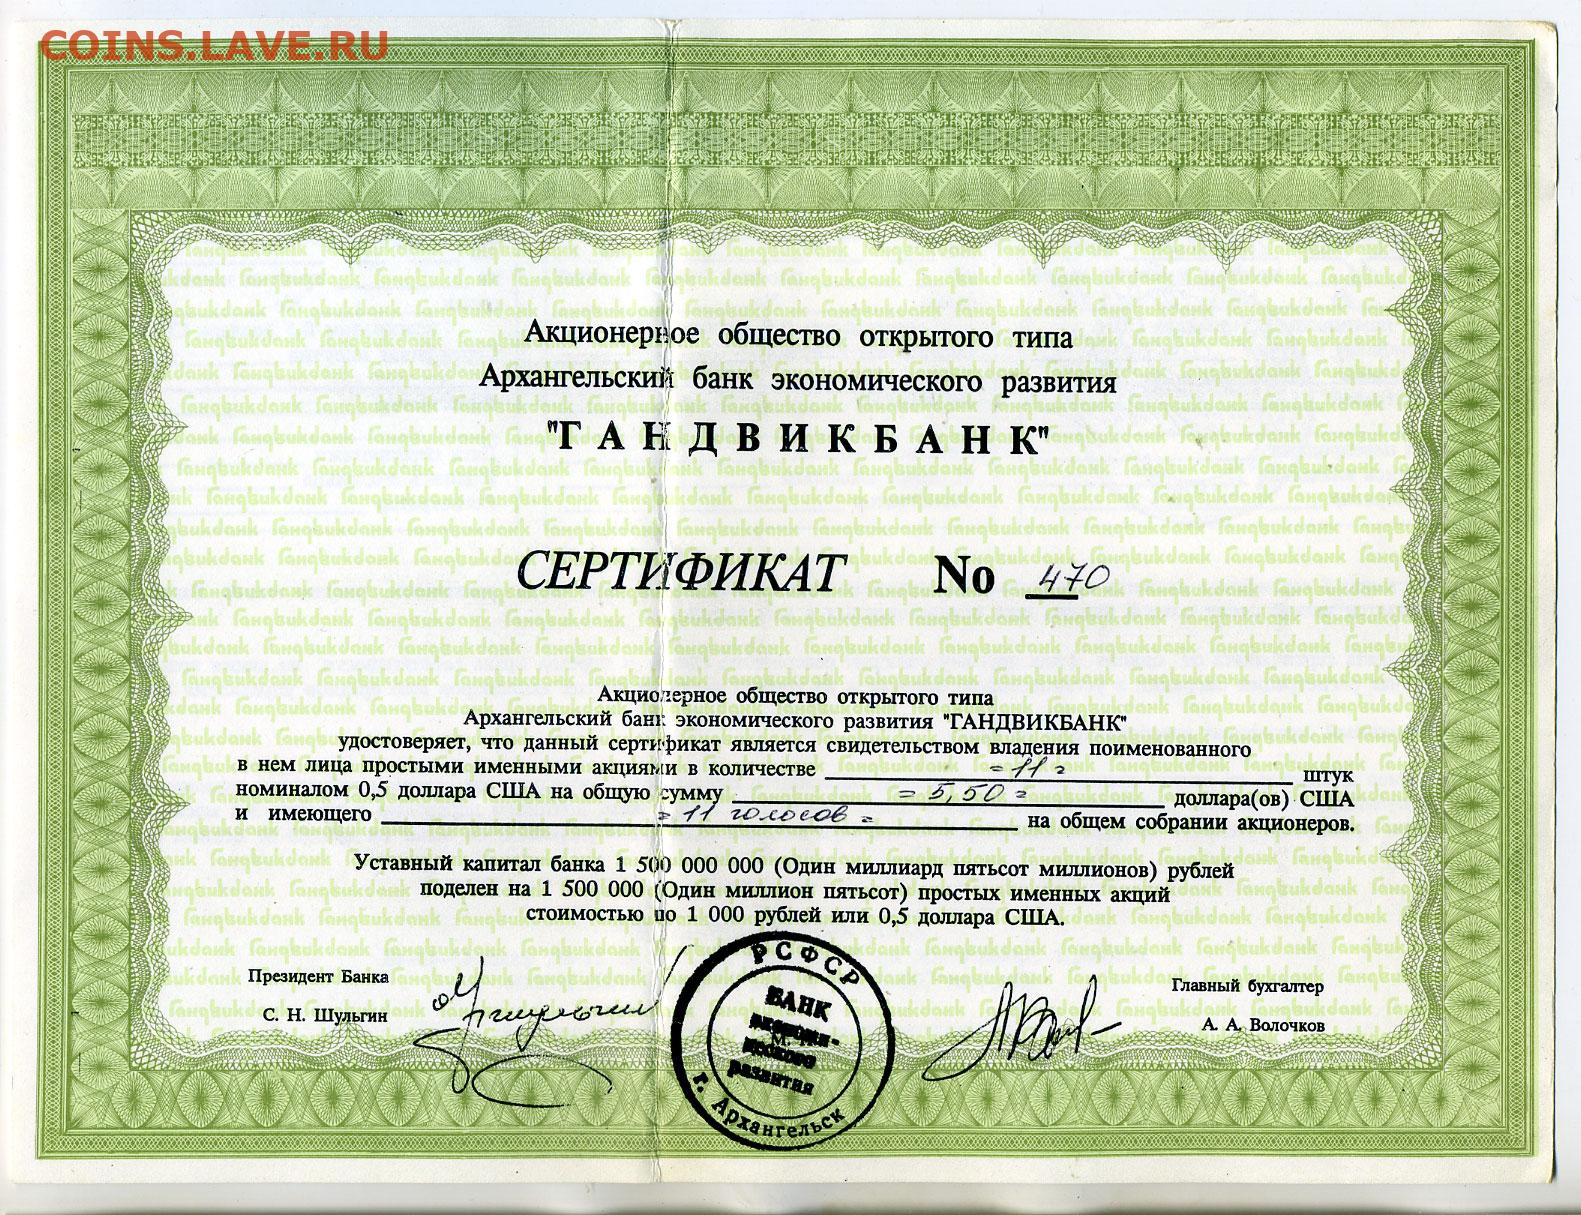 COINS.LAVE.RU
Акционерное общество открытого типа
Архангельский банк экономического развития
"ГАНДВИКБАНК"
СЕРТИФИКАТ No 470
Акционерное общество открытого типа
Архангельский банк экономического развития "ГАНДВИКБАНК"
удостоверяет, что данный сертификат является свидетельством владения поименованного
в нем лица простыми именными акциями в количестве = 11 = штук
номиналом 0,5 доллара США на общую сумму = 5,50 = доллара(ов) США
и имеющего = 11 голосов = на общем собрании акционеров.
Уставный капитал банка 1 500 000 000 (Один миллиард пятьсот миллионов) рублей
поделен на 1 500 000 (Один миллион пятьсот) простых именных акций
стоимостью по 1 000 рублей или 0,5 доллара США.
Президент Банка
С. Н. Шульгин
РСФСР
БАНК
экономи-
ческого
развития
г. Архангельск
Главный бухгалтер
А. А. Волочков